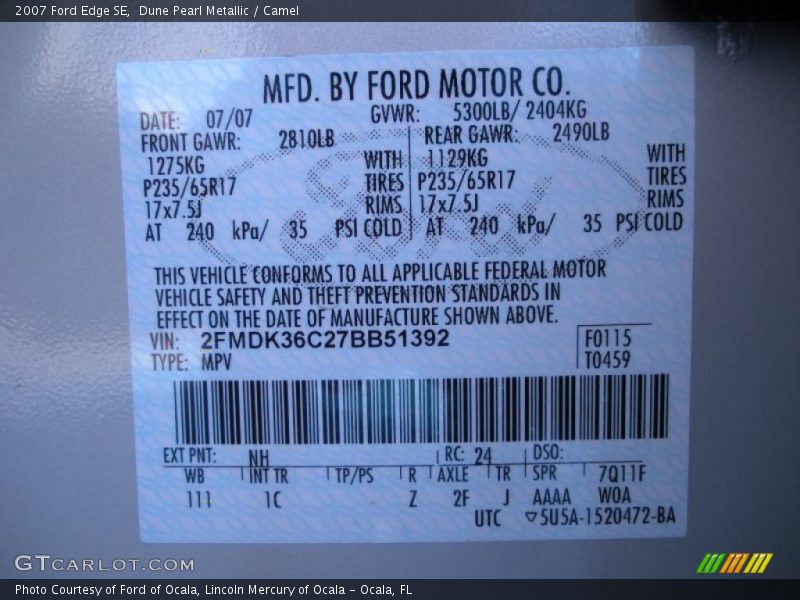 2007 Ford Edge SE,  Dune Pearl Metallic / Camel
MFD. BY FORD MOTOR CO.
DATE: 07/07 GVWR: 5300LB/ 2404KG
FRONT GAWR: 2810LB REAR GAWR: 2490LB
1275KG WITH 1129KG WITH
P235/65R17 TIRES P235/65R17 TIRES
17x7.5J RIMS 17x7.5J RIMS
AT 240 kPa/ 35 PSI COLD AT 240 kPa/ 35 PSI COLD
Ford
THIS VEHICLE CONFORMS TO ALL APPLICABLE FEDERAL MOTOR
VEHICLE SAFETY AND THEFT PREVENTION STANDARDS IN
EFFECT ON THE DATE OF MANUFACTURE SHOWN ABOVE.
VIN: 2FMDK36C27BB51392 F0115
TYPE: MPV T0459
EXT PNT: NH RC: 24 DSO:
WB INT TR TP/PS R AXLE TR SPR 7Q11F
111 1C Z 2F J AAAA W0A
UTC ▽5U5A-1520472-BA
GTCARLOT.COM
Photo Courtesy of Ford of Ocala, Lincoln Mercury of Ocala – Ocala, FL